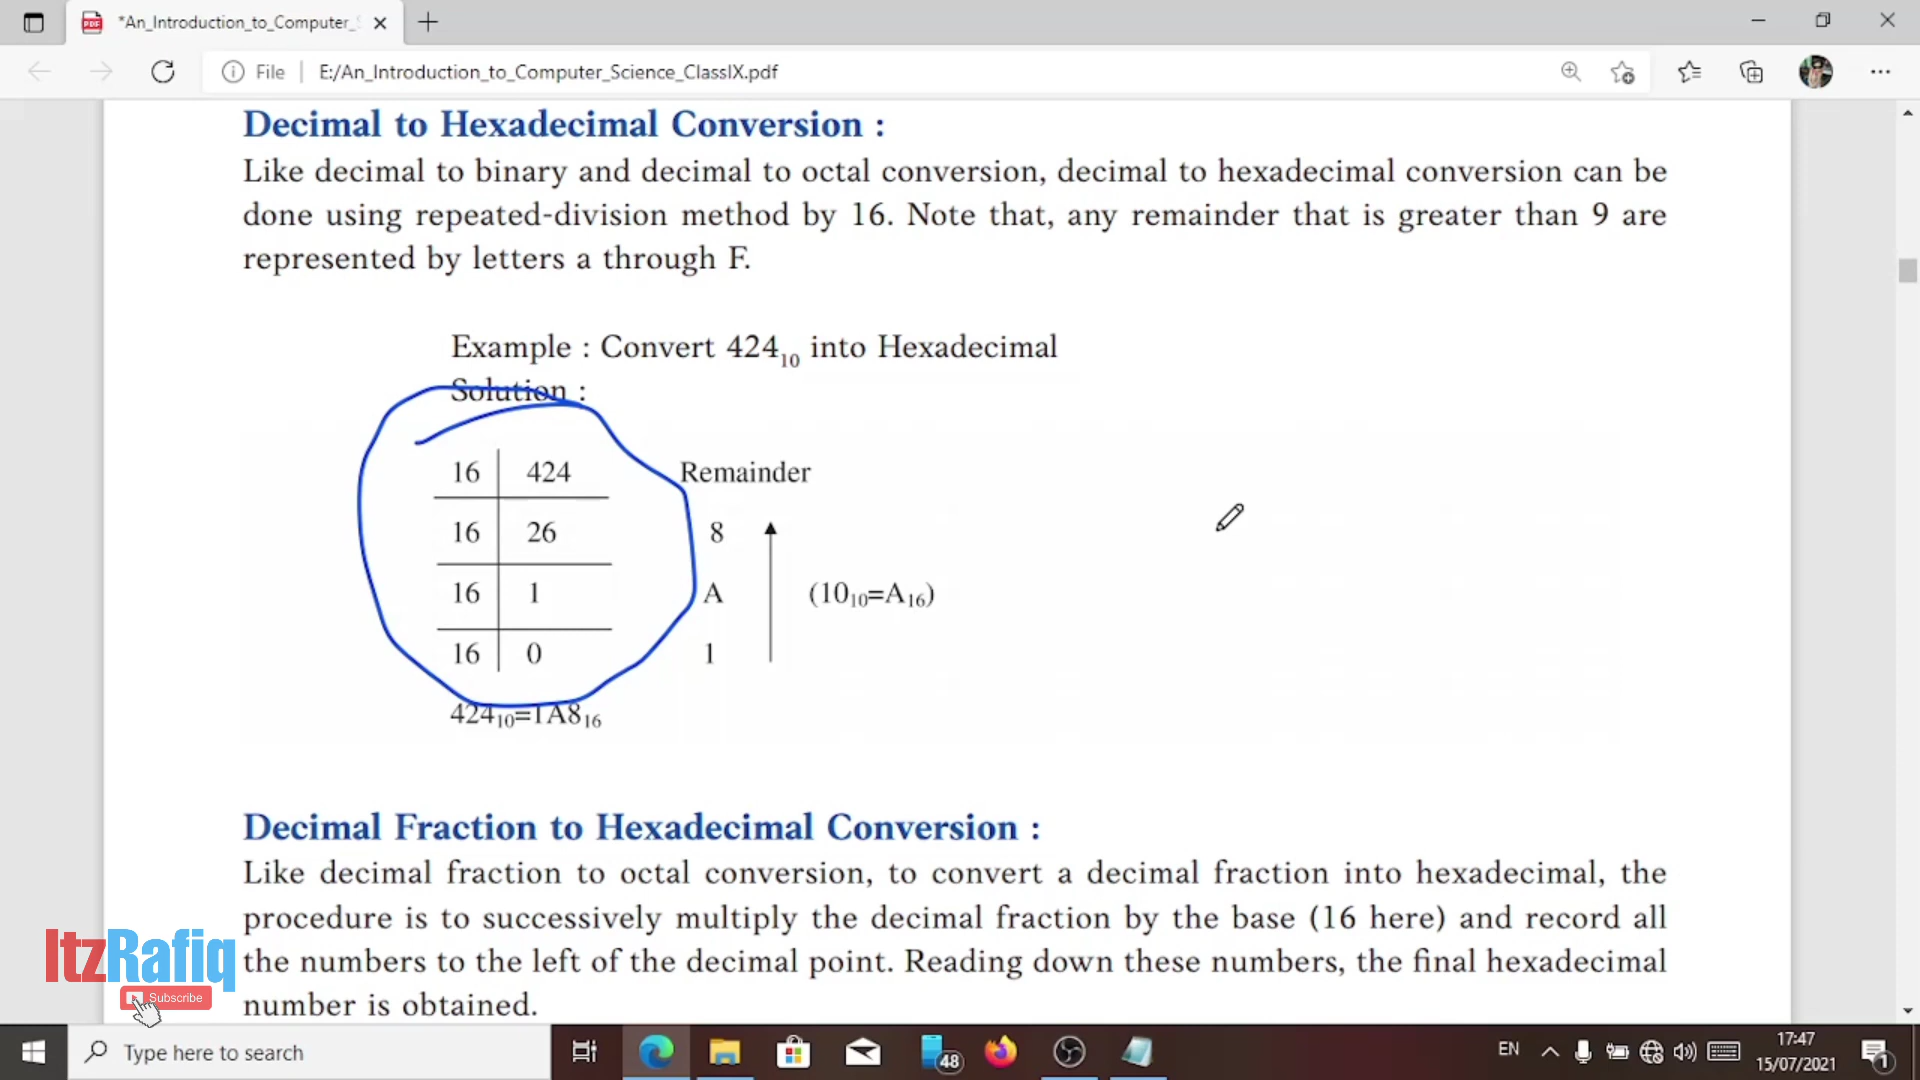 *An_Introduction_to_Computer_S
File
E:/An_Introduction_to_Computer_Science_ClassIX.pdf
Decimal to Hexadecimal Conversion :
Like decimal to binary and decimal to octal conversion, decimal to hexadecimal conversion can be
done using repeated-division method by 16. Note that, any remainder that is greater than 9 are
represented by letters a through F.
Example : Convert 424₁₀ into Hexadecimal
Solution :
16 424 Remainder
16 26 8
16 1 A (10₁₀=A₁₆)
16 0 1
424₁₀=1A8₁₆
Decimal Fraction to Hexadecimal Conversion :
Like decimal fraction to octal conversion, to convert a decimal fraction into hexadecimal, the
procedure is to successively multiply the decimal fraction by the base (16 here) and record all
the numbers to the left of the decimal point. Reading down these numbers, the final hexadecimal
number is obtained.
ItzRafiq
Subscribe
Type here to search
48
EN
17:47
15/07/2021
1